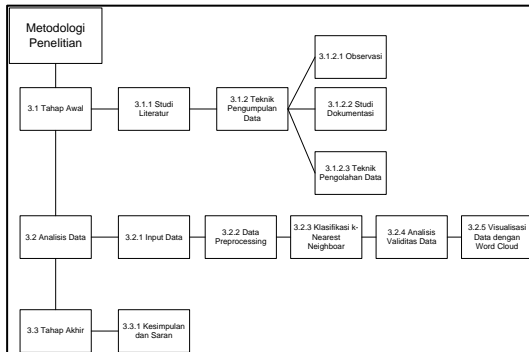 Metodologi
Penelitian
3.1.2.1 Observasi
3.1 Tahap Awal
3.1.1 Studi
Literatur
3.1.2 Teknik
Pengumpulan
Data
3.1.2.2 Studi
Dokumentasi
3.1.2.3 Teknik
Pengolahan Data
3.2 Analisis Data
3.2.1 Input Data
3.2.2 Data
Preprocessing
3.2.3 Klasifikasi k-
Nearest
Neighboar
3.2.4 Analisis
Validitas Data
3.2.5 Visualisasi
Data dengan
Word Cloud
3.3 Tahap Akhir
3.3.1 Kesimpulan
dan Saran